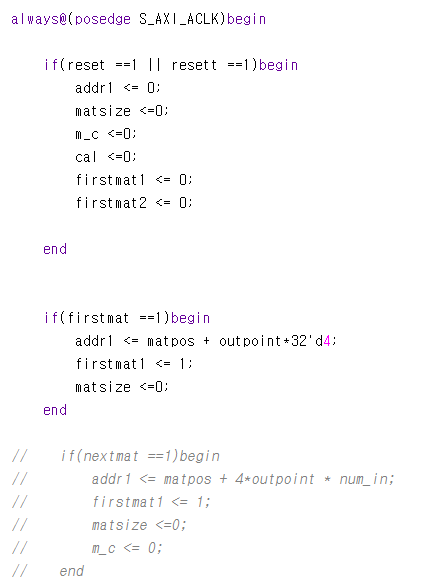 always@(posedge S_AXI_ACLK)begin
if(reset ==1 || resett ==1)begin
addr1 <= 0;
matsize <=0;
m_c <=0;
cal <=0;
firstmat1 <= 0;
firstmat2 <= 0;
end
if(firstmat ==1)begin
addr1 <= matpos + outpoint*32'd4;
firstmat1 <= 1;
matsize <=0;
end
// if(nextmat ==1)begin
// addr1 <= matpos + 4*outpoint * num_in;
// firstmat1 <= 1;
// matsize <=0;
// m_c <= 0;
// end